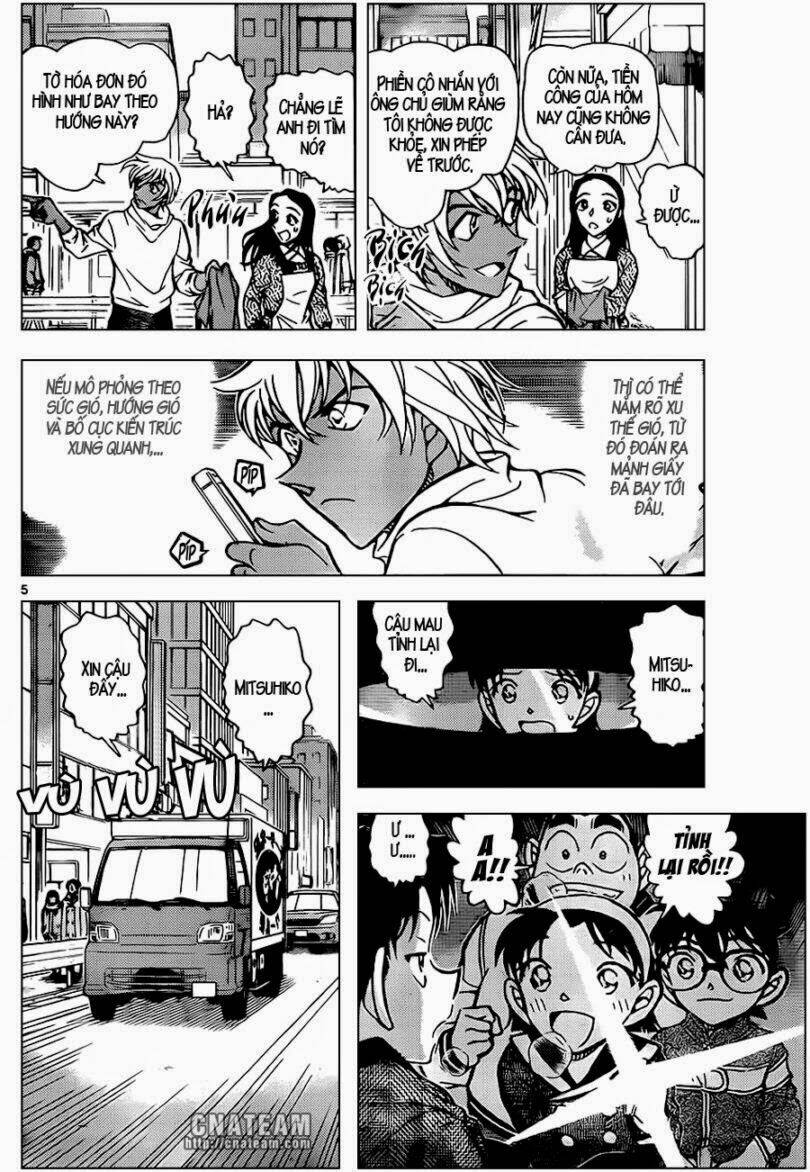 TỜ HÓA ĐƠN ĐÓ
HÌNH NHƯ BAY THEO
HƯỚNG NÀY?
HẢ?
CHẲNG LẼ
ANH ĐI TÌM
NÓ?
Phừu
PHIỀN CÔ NHẮN VỚI
ÔNG CHỦ GIÙM RẰNG
TÔI KHÔNG ĐƯỢC
KHỎE, XIN PHÉP
VỀ TRƯỚC.
CÒN NỮA, TIỀN
CÔNG CỦA HÔM
NAY CŨNG KHÔNG
CẦN ĐƯA.
Ừ
ĐƯỢC...
Bịch
Bịch
NẾU MÔ PHỎNG THEO
SỨC GIÓ, HƯỚNG GIÓ
VÀ BỐ CỤC KIẾN TRÚC
XUNG QUANH,...
PÍP
PÍP
THÌ CÓ THỂ
NẮM RÕ XU
THẾ GIÓ, TỪ
ĐÓ ĐOÁN RA
MẢNH GIẤY
ĐÃ BAY TỚI
ĐÂU.
5
XIN CẬU
ĐẤY...
MITSUHIKO
...
VÙ VÙ VÙ
CẬU MAU
TỈNH LẠI
ĐI...
MITSU-
HIKO...
Ư ...
Ư.....
A
A!!
TỈNH
LẠI RỒI!!
CNATEAM
http://cnateam.com